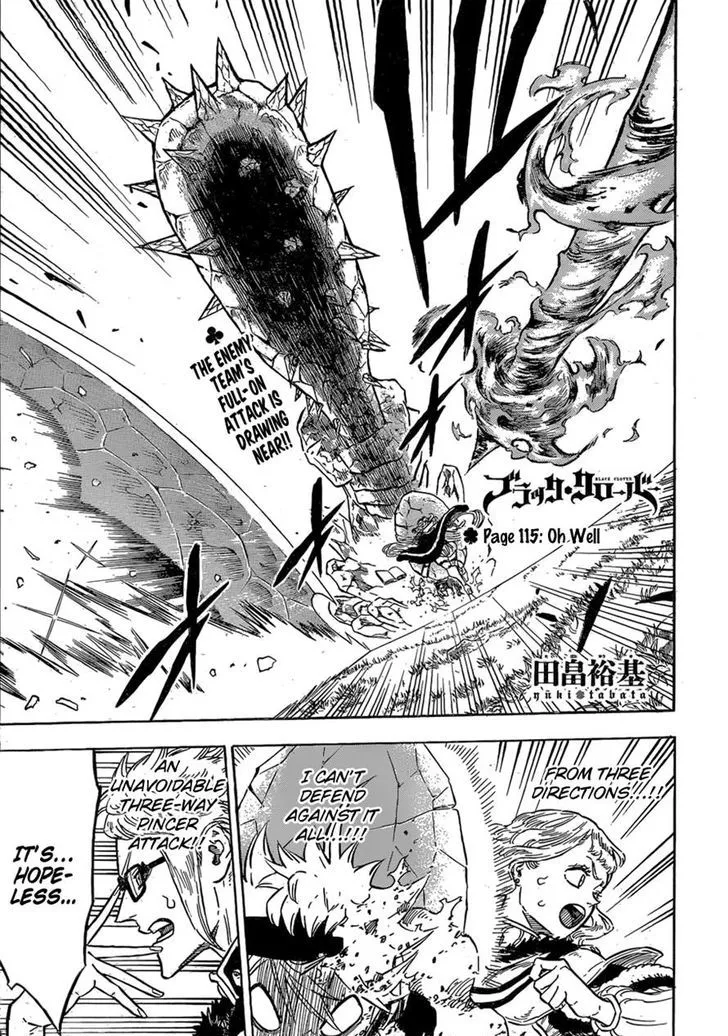 THE ENEMY
TEAM'S
FULL-ON
ATTACK IS
DRAWING
NEAR!!
ブラック・クローバー
BLACK CLOVER
Page 115: Oh Well
田畠裕基
yūki tabata
FROM THREE
DIRECTIONS...!!
I CAN'T
DEFEND
AGAINST IT
ALL...!!!
AN
UNAVOIDABLE
THREE-WAY
PINCER
ATTACK!!
IT'S...
HOPE-
LESS...